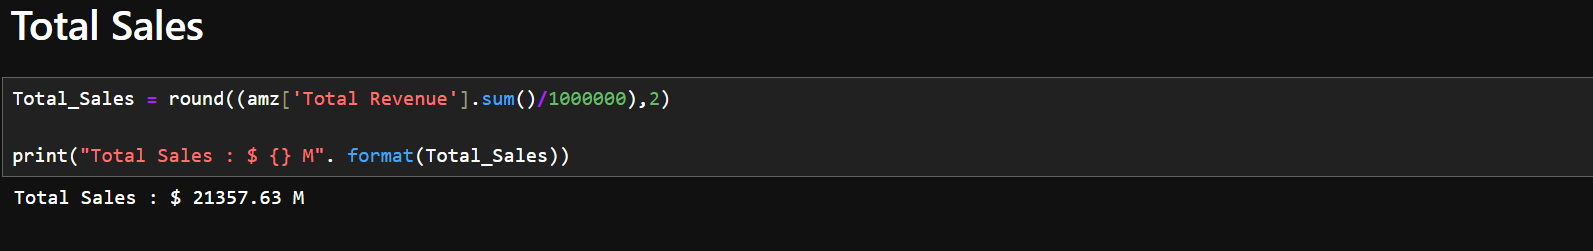 Total Sales
Total_Sales = round((amz['Total Revenue'].sum()/1000000),2)
print("Total Sales : $ {} M". format(Total_Sales))
Total Sales : $ 21357.63 M